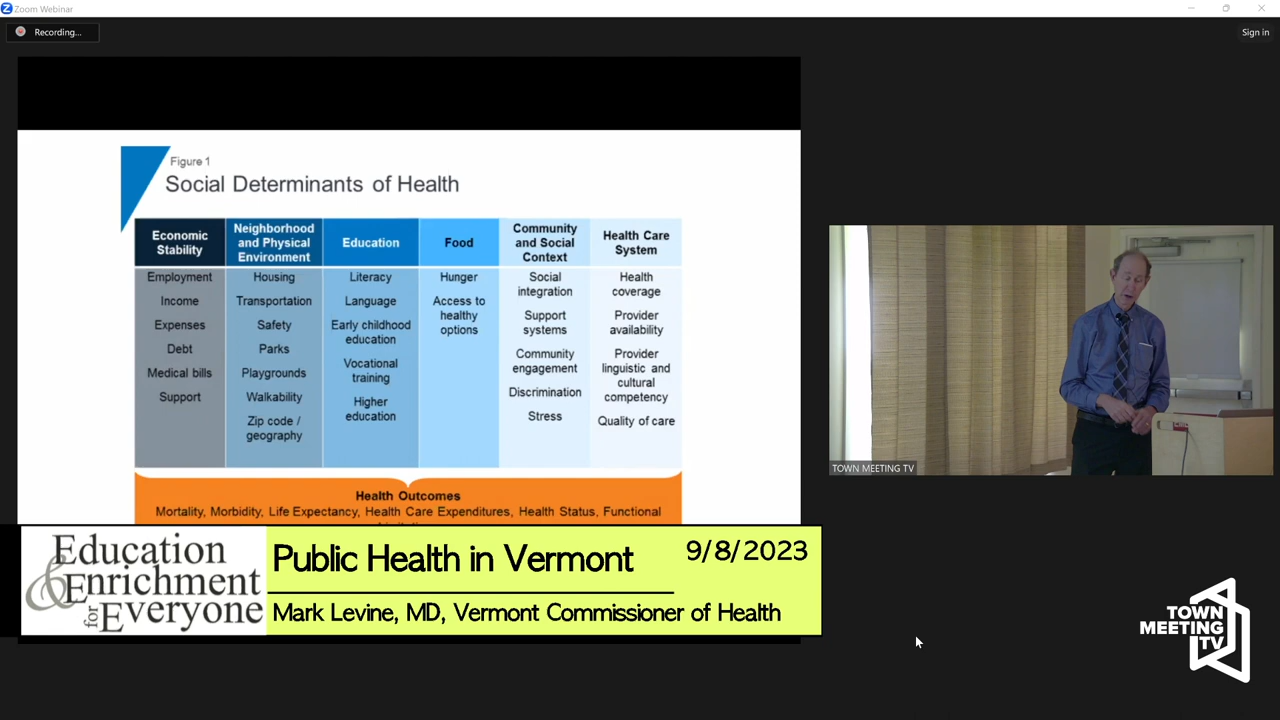 Zoom Webinar
Recording...
Sign in
Figure 1
Social Determinants of Health
Economic
Stability
Employment
Income
Expenses
Debt
Medical bills
Support
Neighborhood
and Physical
Environment
Housing
Transportation
Safety
Parks
Playgrounds
Walkability
Zip code /
geography
Education
Literacy
Language
Early childhood
education
Vocational
training
Higher
education
Food
Hunger
Access to
healthy
options
Community
and Social
Context
Social
integration
Support
systems
Community
engagement
Discrimination
Stress
Health Care
System
Health
coverage
Provider
availability
Provider
linguistic and
cultural
competency
Quality of care
Health Outcomes
Mortality, Morbidity, Life Expectancy, Health Care Expenditures, Health Status, Functional
TOWN MEETING TV
Education
& Enrichment
for Everyone
Public Health in Vermont
9/8/2023
Mark Levine, MD, Vermont Commissioner of Health
TOWN
MEETING
TV